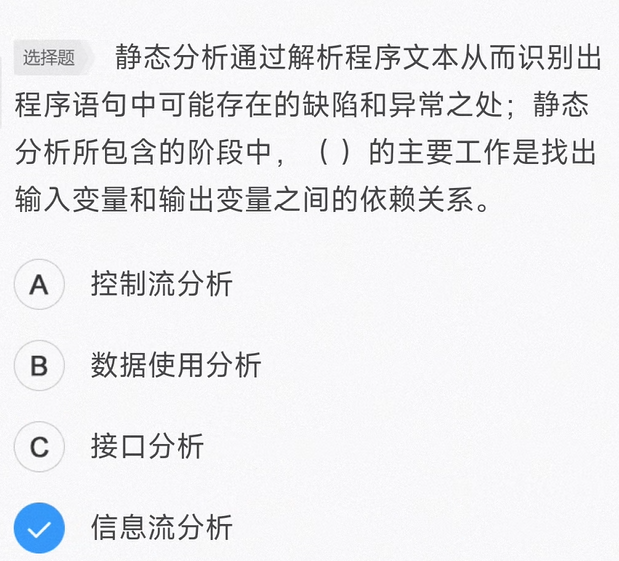 选择题 静态分析通过解析程序文本从而识别出
程序语句中可能存在的缺陷和异常之处；静态
分析所包含的阶段中，（ ）的主要工作是找出
输入变量和输出变量之间的依赖关系。
A 控制流分析
B 数据使用分析
C 接口分析
信息流分析